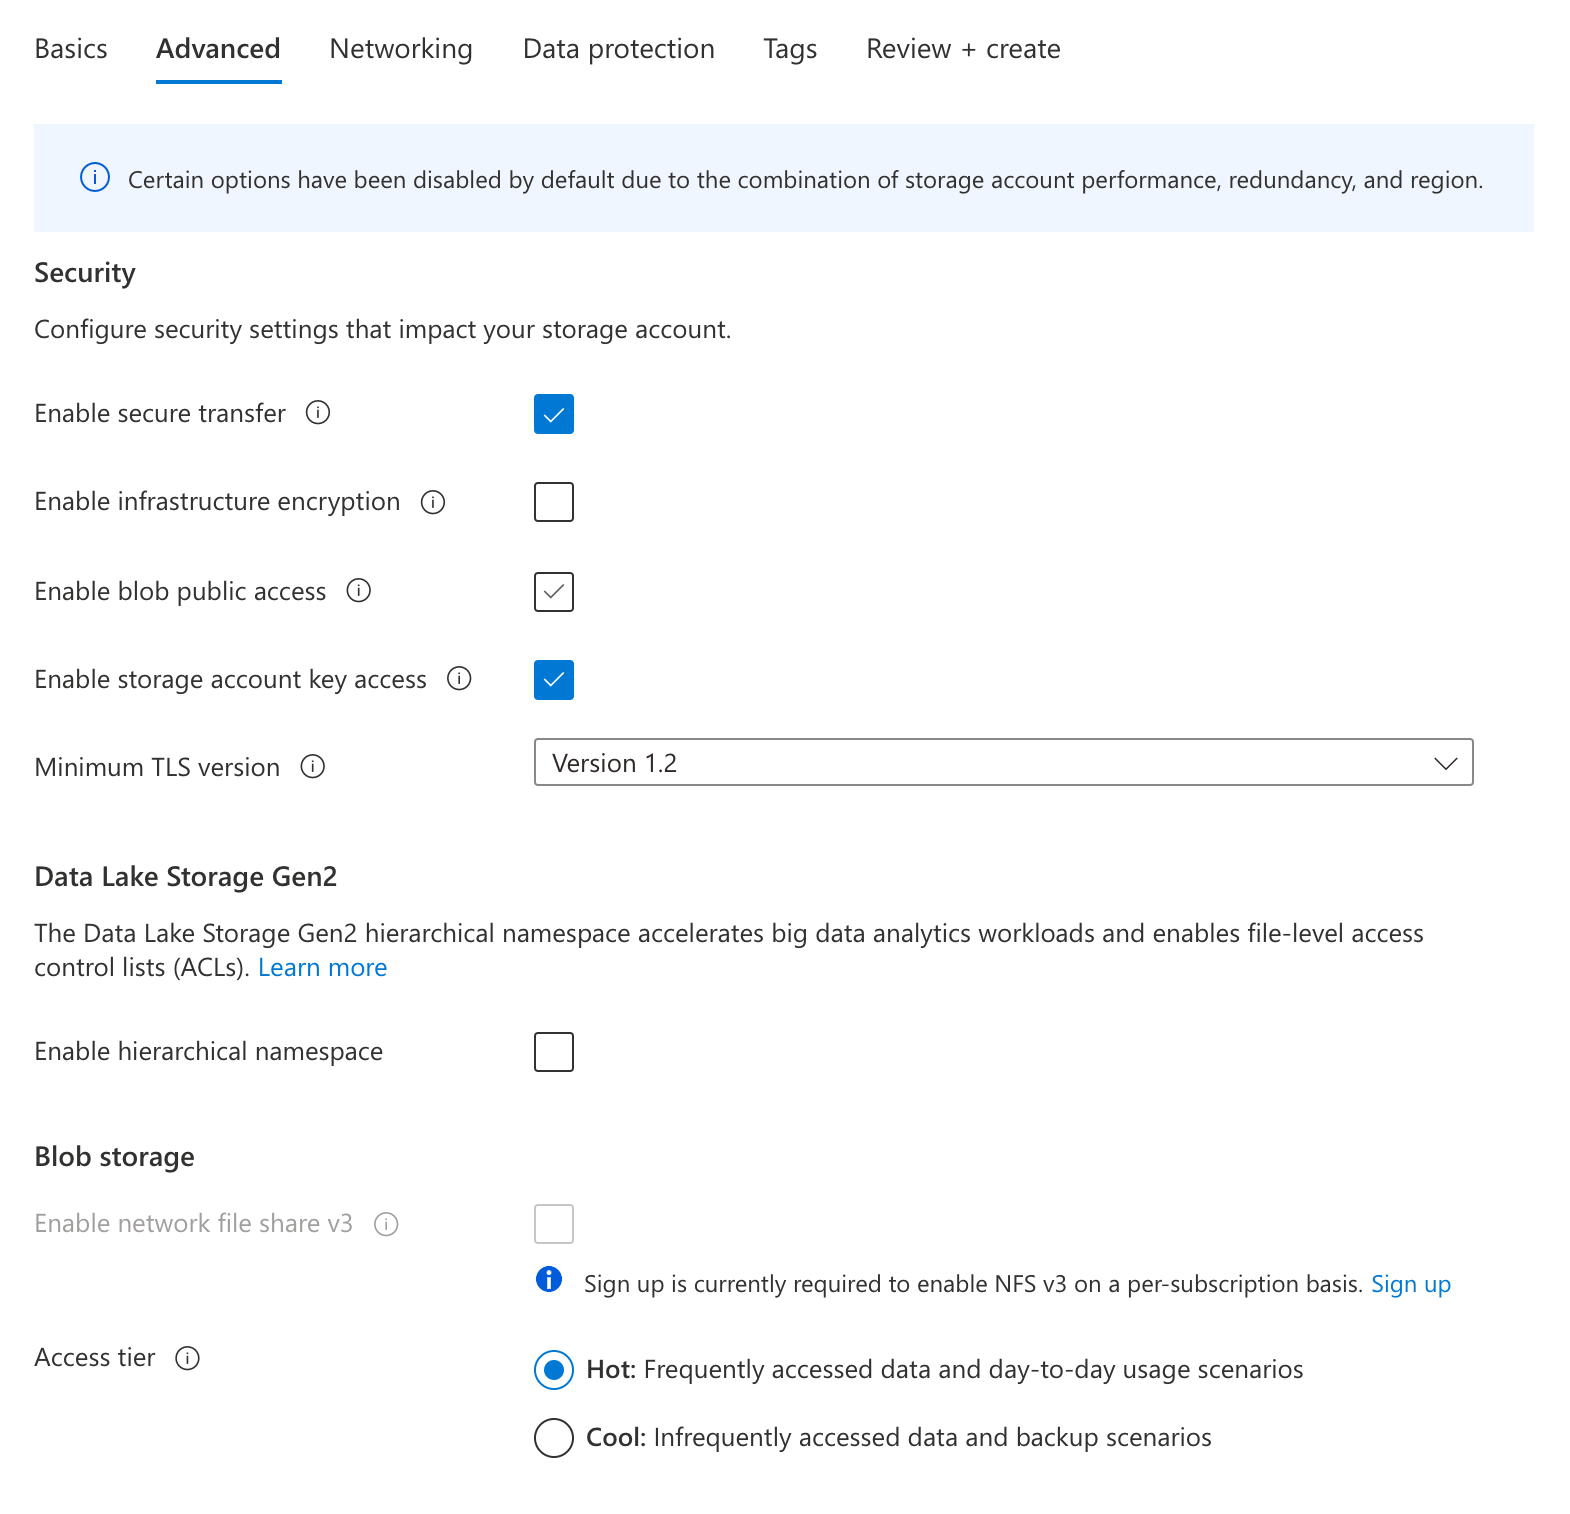 Basics Advanced Networking Data protection Tags Review + create
Certain options have been disabled by default due to the combination of storage account performance, redundancy, and region.
Security
Configure security settings that impact your storage account.
Enable secure transfer
Enable infrastructure encryption
Enable blob public access
Enable storage account key access
Minimum TLS version Version 1.2
Data Lake Storage Gen2
The Data Lake Storage Gen2 hierarchical namespace accelerates big data analytics workloads and enables file-level access
control lists (ACLs). Learn more
Enable hierarchical namespace
Blob storage
Enable network file share v3
Sign up is currently required to enable NFS v3 on a per-subscription basis. Sign up
Access tier
Hot: Frequently accessed data and day-to-day usage scenarios
Cool: Infrequently accessed data and backup scenarios